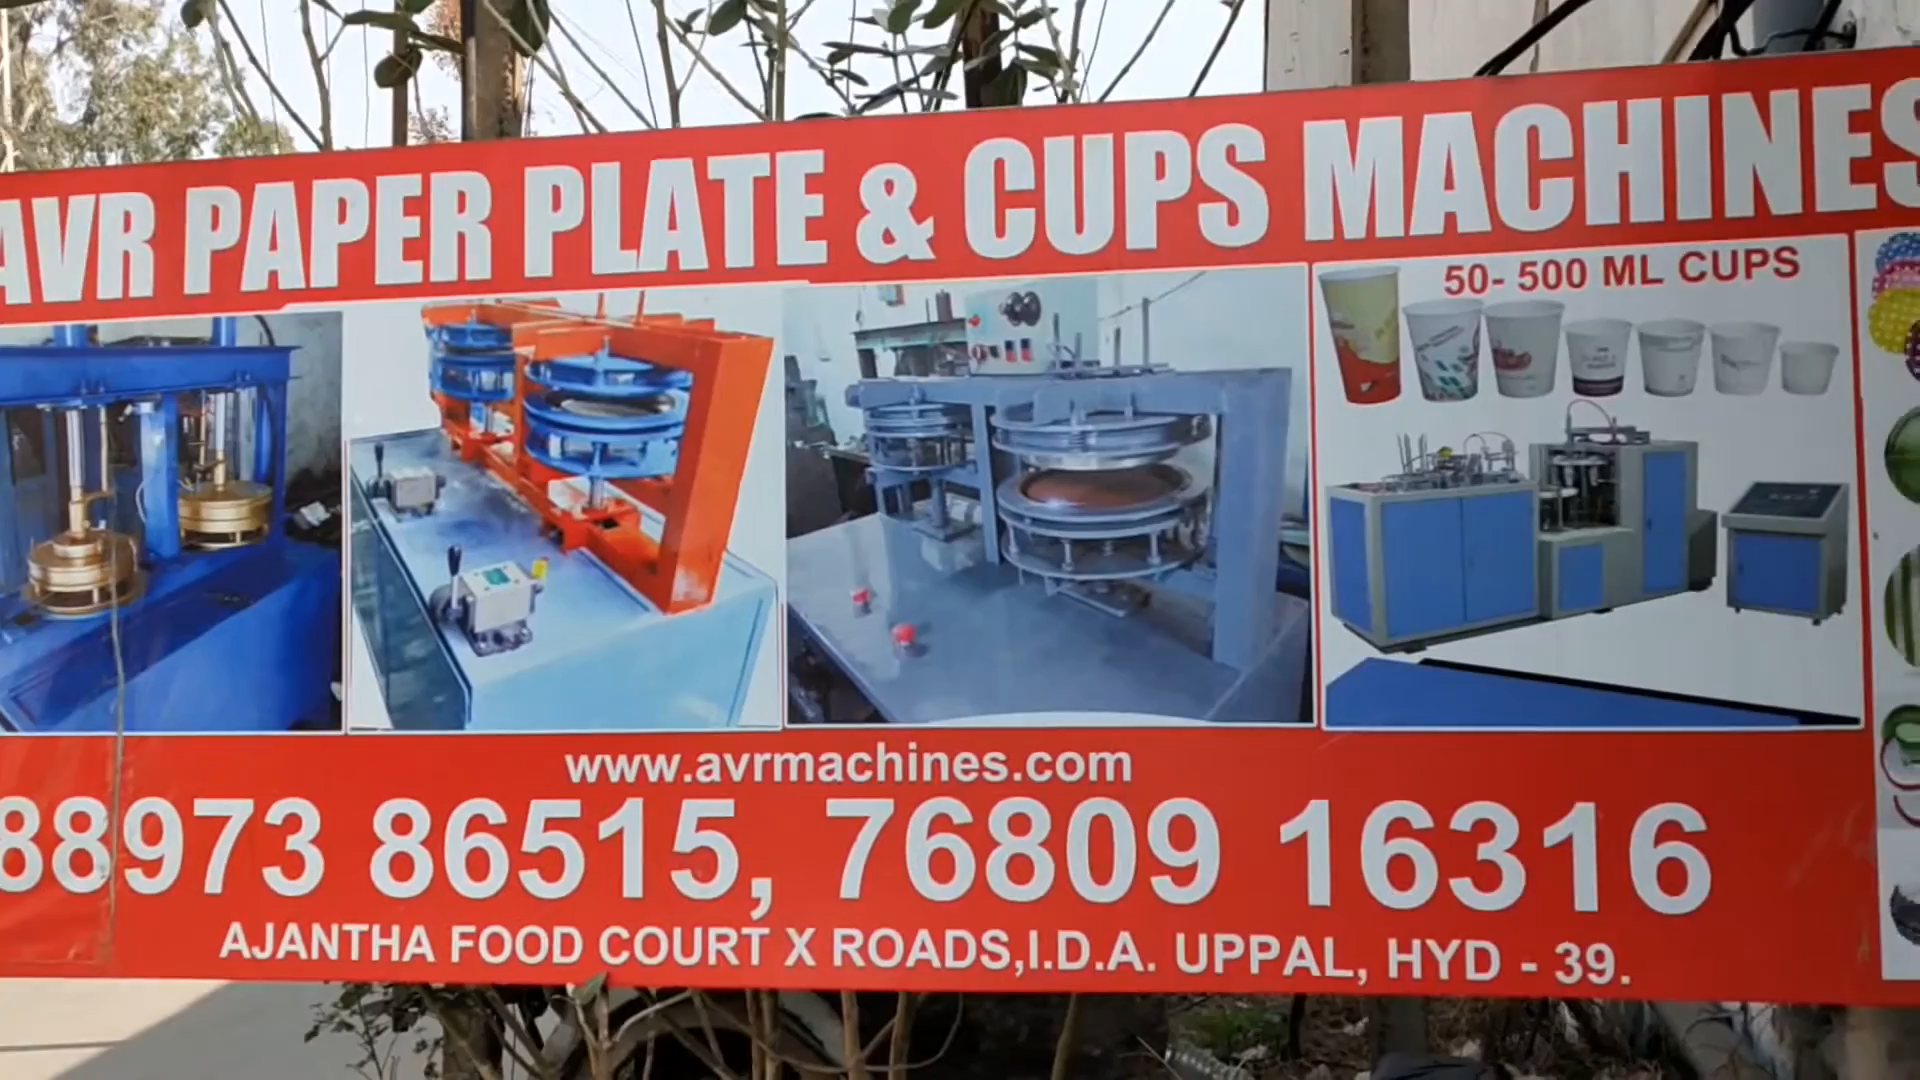 AVR PAPER PLATE & CUPS MACHINES
50- 500 ML CUPS
www.avrmachines.com
88973 86515, 76809 16316
AJANTHA FOOD COURT X ROADS,I.D.A. UPPAL, HYD - 39.